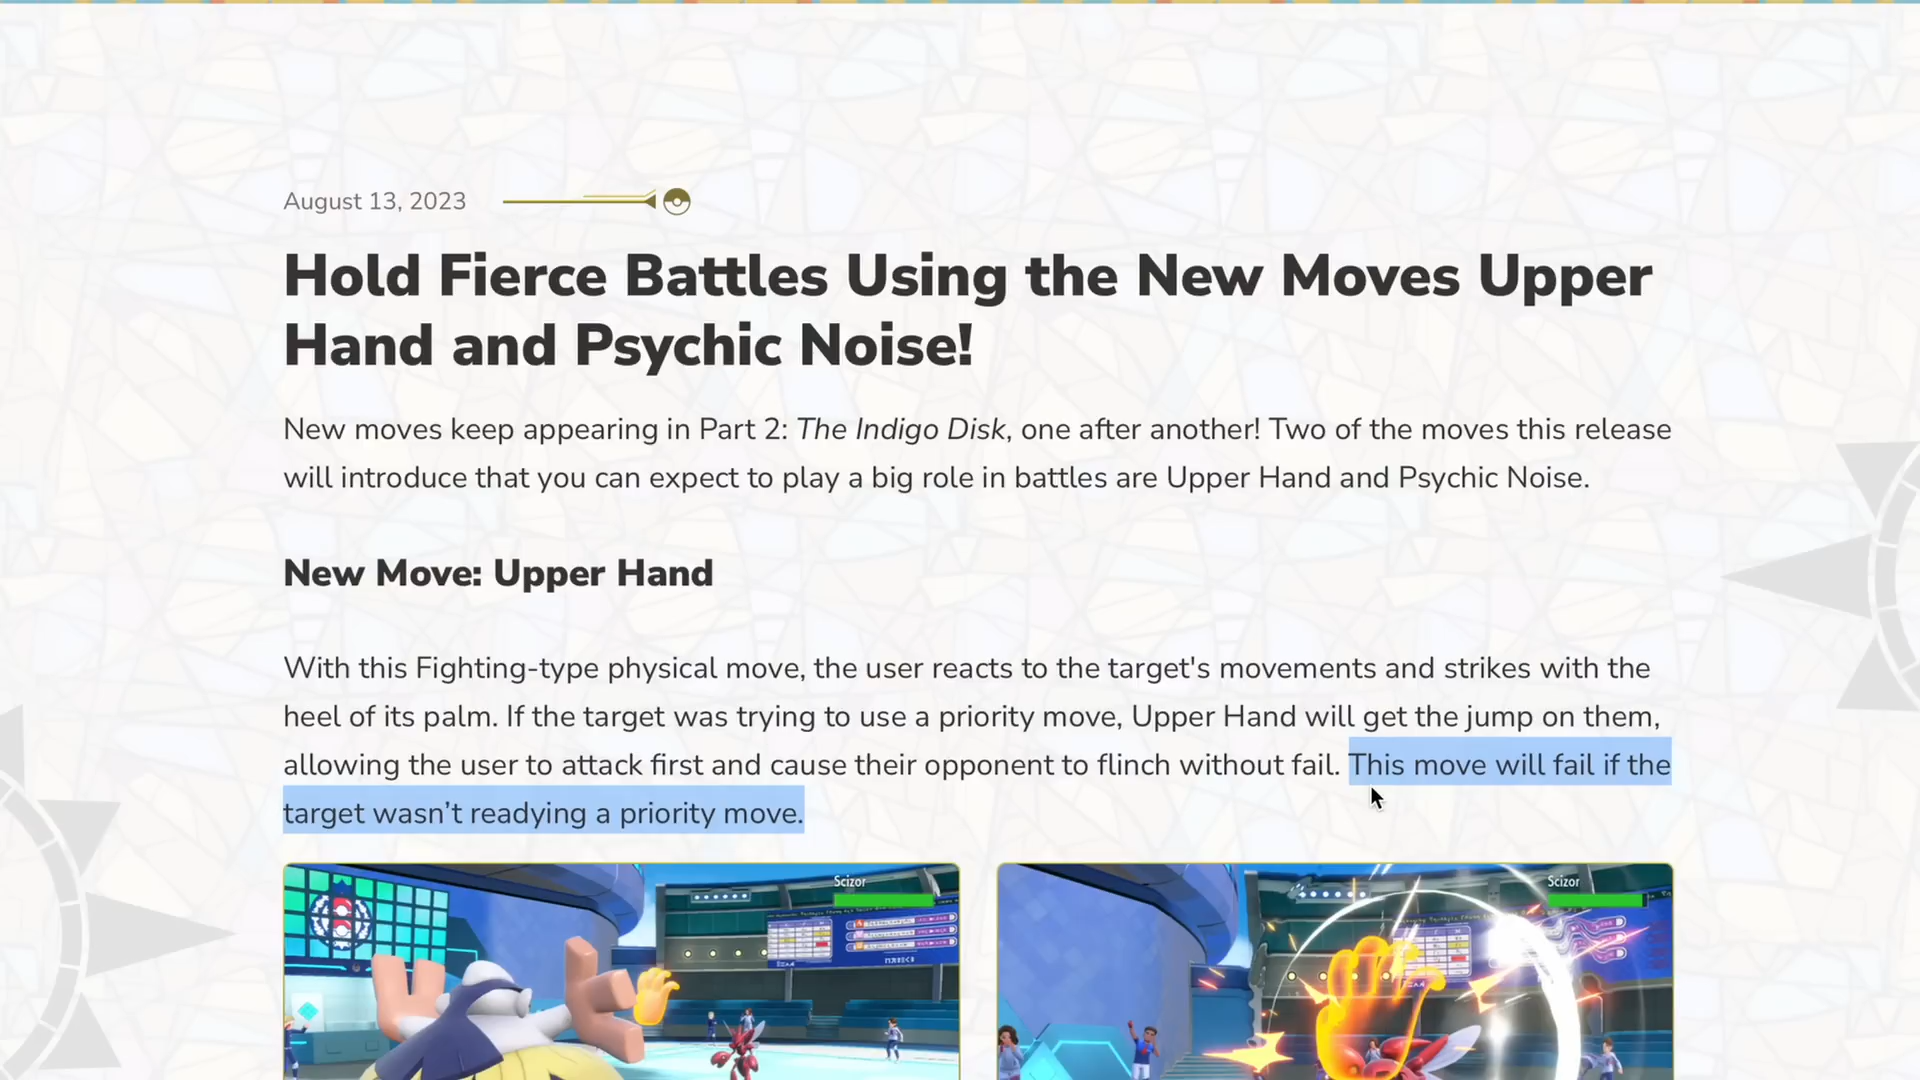 August 13, 2023
Hold Fierce Battles Using the New Moves Upper
Hand and Psychic Noise!
New moves keep appearing in Part 2: The Indigo Disk, one after another! Two of the moves this release
will introduce that you can expect to play a big role in battles are Upper Hand and Psychic Noise.
New Move: Upper Hand
With this Fighting-type physical move, the user reacts to the target's movements and strikes with the
heel of its palm. If the target was trying to use a priority move, Upper Hand will get the jump on them,
allowing the user to attack first and cause their opponent to flinch without fail. This move will fail if the
target wasn’t readying a priority move.
Scizor
Scizor